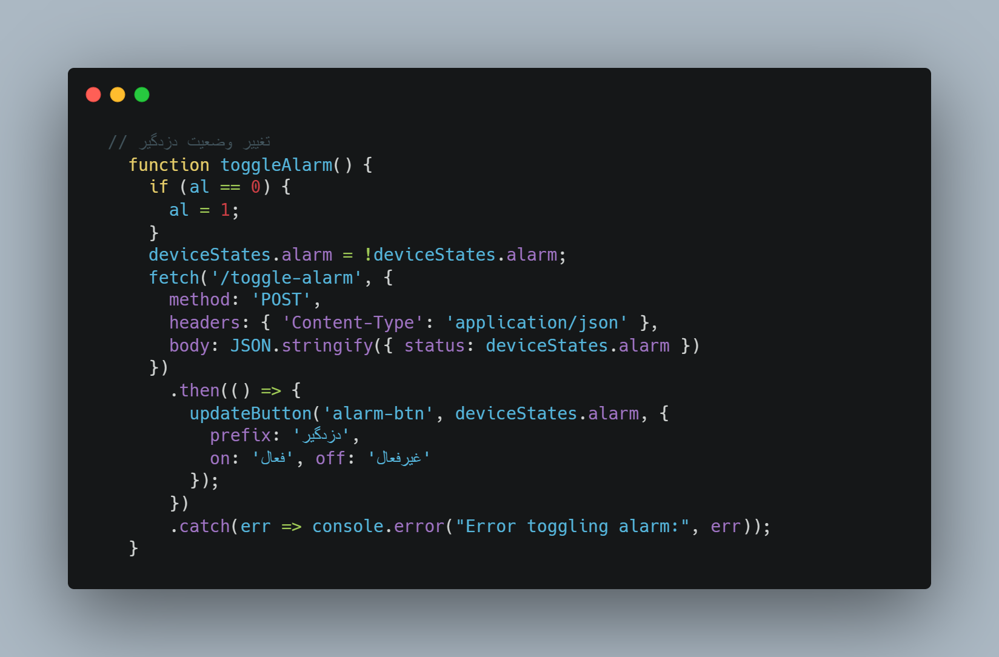 // تغییر وضعیت دزدگیر
function toggleAlarm() {
if (al == 0) {
al = 1;
}
deviceStates.alarm = !deviceStates.alarm;
fetch('/toggle-alarm', {
method: 'POST',
headers: { 'Content-Type': 'application/json' },
body: JSON.stringify({ status: deviceStates.alarm })
})
.then(() => {
updateButton('alarm-btn', deviceStates.alarm, {
prefix: 'دزدگیر',
on: 'فعال', off: 'غیرفعال'
});
})
.catch(err => console.error("Error toggling alarm:", err));
}